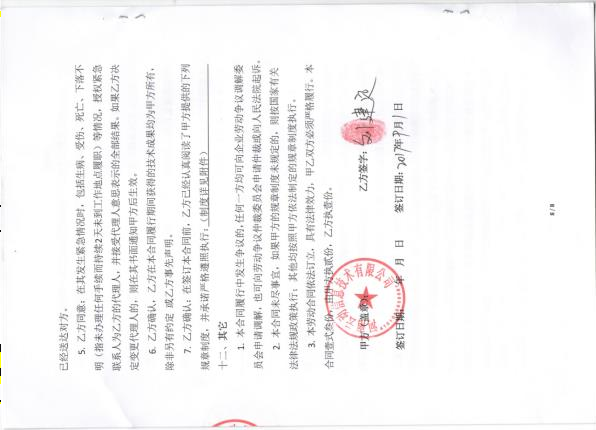 已经送达对方。
5. 乙方同意：在其发生紧急情况时，包括生病、受伤、死亡、下落不
明（指未办理任何手续而持续2天未到工作地点履职）等情况，授权紧急
联系人为乙方的代理人，并接受代理人意思表示的全部结果。如果乙方决
定变更代理人的，则在其书面通知甲方后生效。
6. 乙方确认，乙方在本合同履行期间获得的技术成果均为甲方所有，
除非另有约定 或乙方事先声明。
7. 乙方确认：在签订本合同前，乙方已经认真阅读了甲方提供的下列
规章制度，并承诺严格遵照执行：（制度详见附件）
十二、其它
1. 本合同履行中发生争议的，任何一方均可向企业劳动争议调解委
员会申请调解，也可向劳动争议仲裁委员会申请仲裁或向人民法院起诉。
2. 本合同未尽事宜，如果甲方的规章制度未规定的，则按国家有关
法律法规政策执行；其他均按照甲方依法制定的规章制度执行。
3. 本劳动合同依法订立，具有法律效力，甲乙双方必须严格履行。本
合同壹式叁份，由甲方执贰份，乙方执壹份。
甲方 盖章： 乙方签字：
签订日期： 年 月 日 签订日期：2017年9月1日
信息技术有限公司
8 / 8